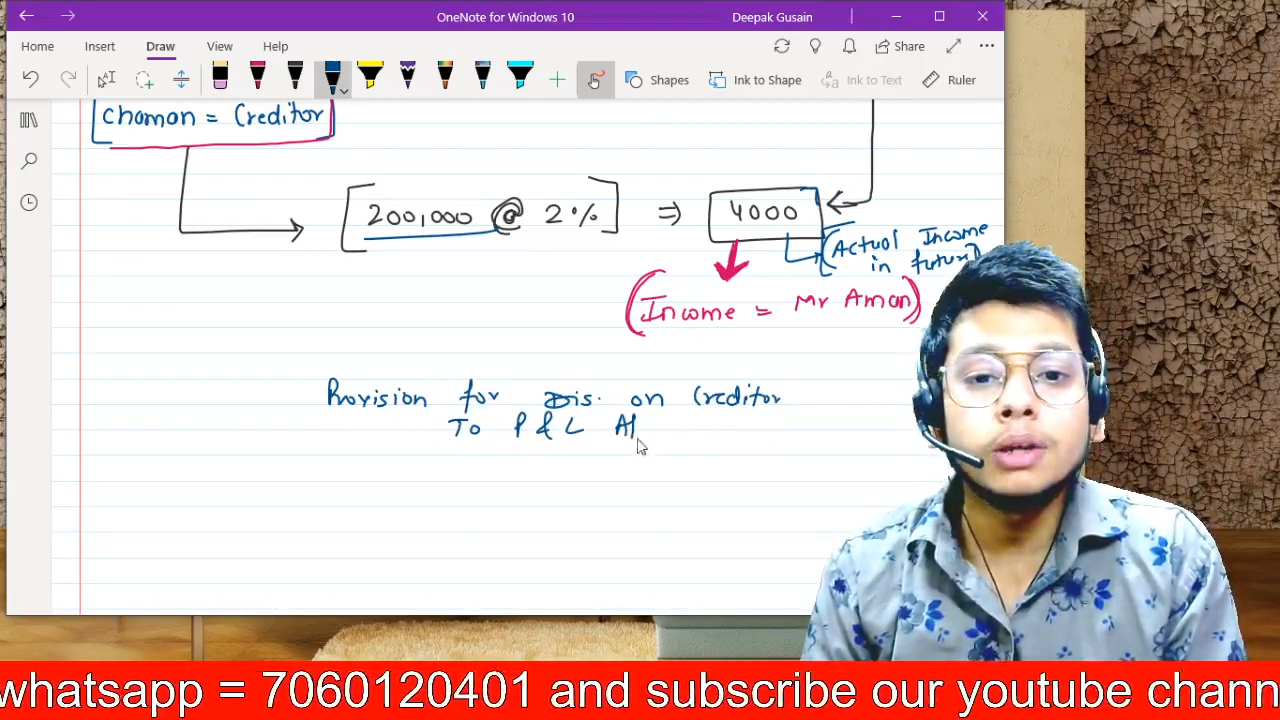 OneNote for Windows 10
Deepak Gusain
Home Insert Draw View Help
Share
Shapes Ink to Shape Ink to Text Ruler
Chaman = Creditor
200,000 @ 2% ⇒ 4000
(Actual Income
in future)
(Income = Mr Aman)
Provision for Dis. on Creditor
To P & L A/
whatsapp = 7060120401 and subscribe our youtube chann